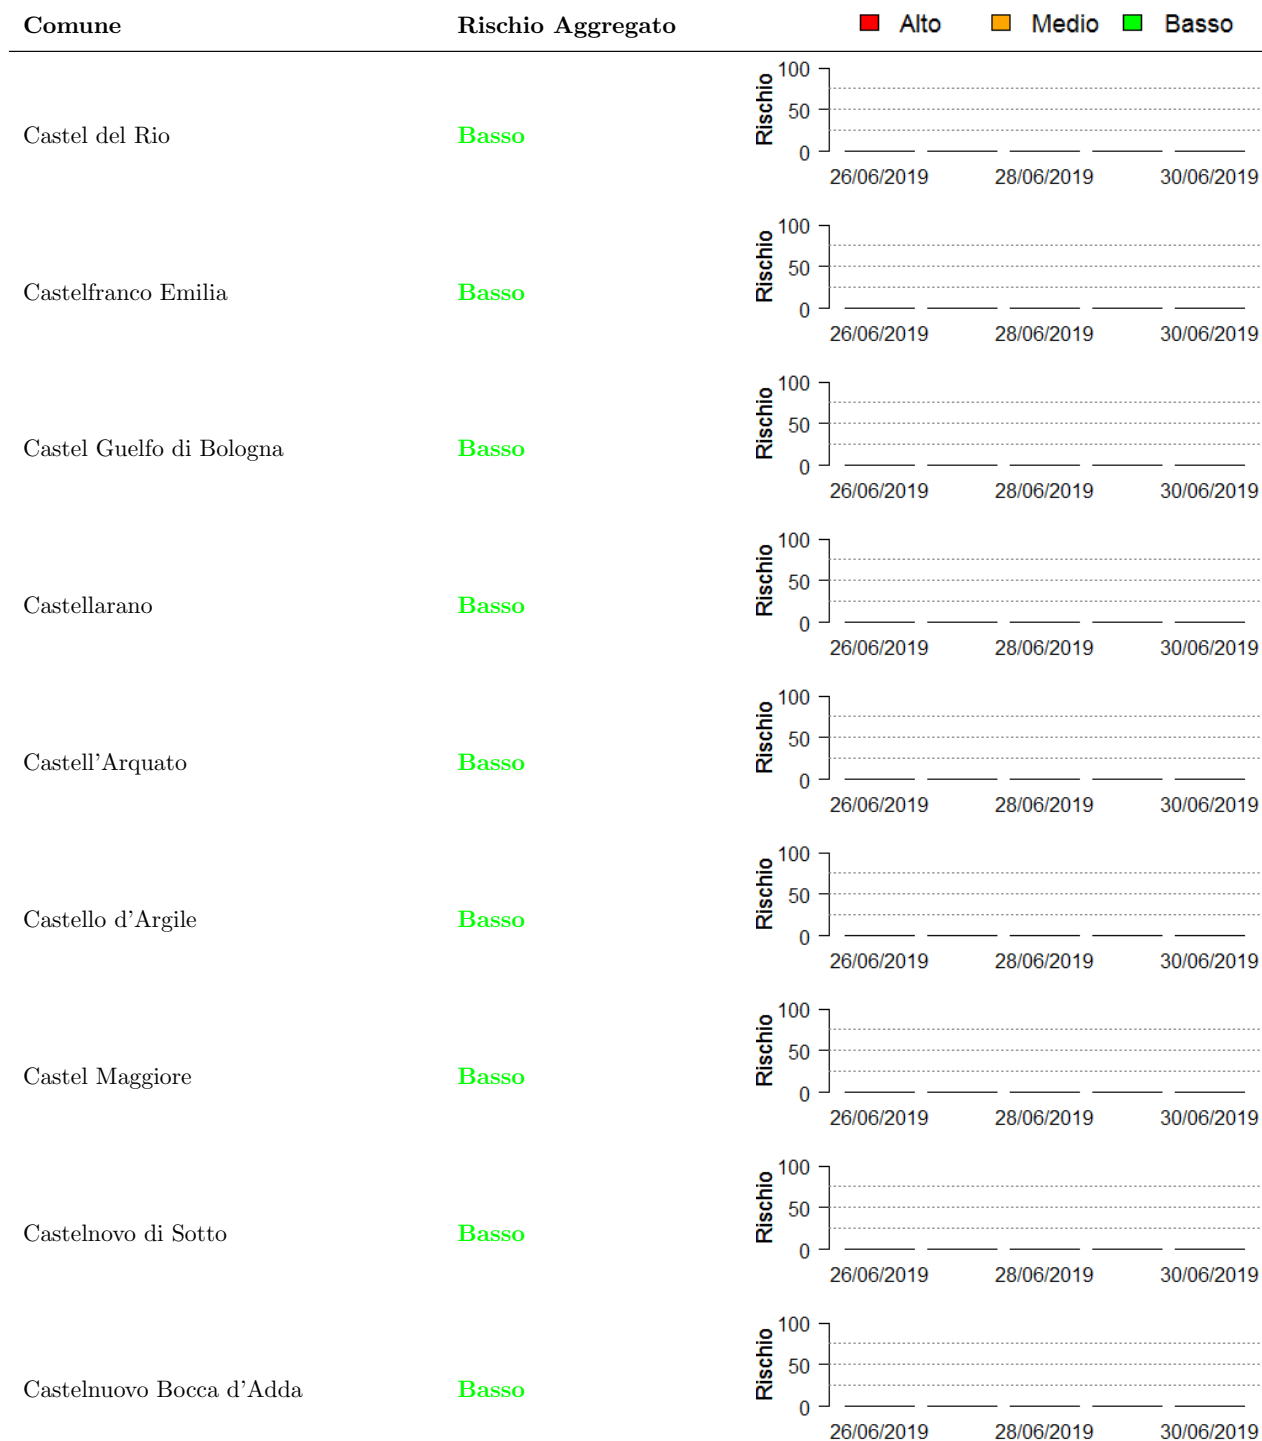 Comune Rischio Aggregato Alto Medio Basso
Castel del Rio Basso
Rischio
100
50
0
26/06/2019 28/06/2019 30/06/2019
Castelfranco Emilia Basso
Rischio
100
50
0
26/06/2019 28/06/2019 30/06/2019
Castel Guelfo di Bologna Basso
Rischio
100
50
0
26/06/2019 28/06/2019 30/06/2019
Castellarano Basso
Rischio
100
50
0
26/06/2019 28/06/2019 30/06/2019
Castell'Arquato Basso
Rischio
100
50
0
26/06/2019 28/06/2019 30/06/2019
Castello d'Argile Basso
Rischio
100
50
0
26/06/2019 28/06/2019 30/06/2019
Castel Maggiore Basso
Rischio
100
50
0
26/06/2019 28/06/2019 30/06/2019
Castelnovo di Sotto Basso
Rischio
100
50
0
26/06/2019 28/06/2019 30/06/2019
Castelnuovo Bocca d'Adda Basso
Rischio
100
50
0
26/06/2019 28/06/2019 30/06/2019